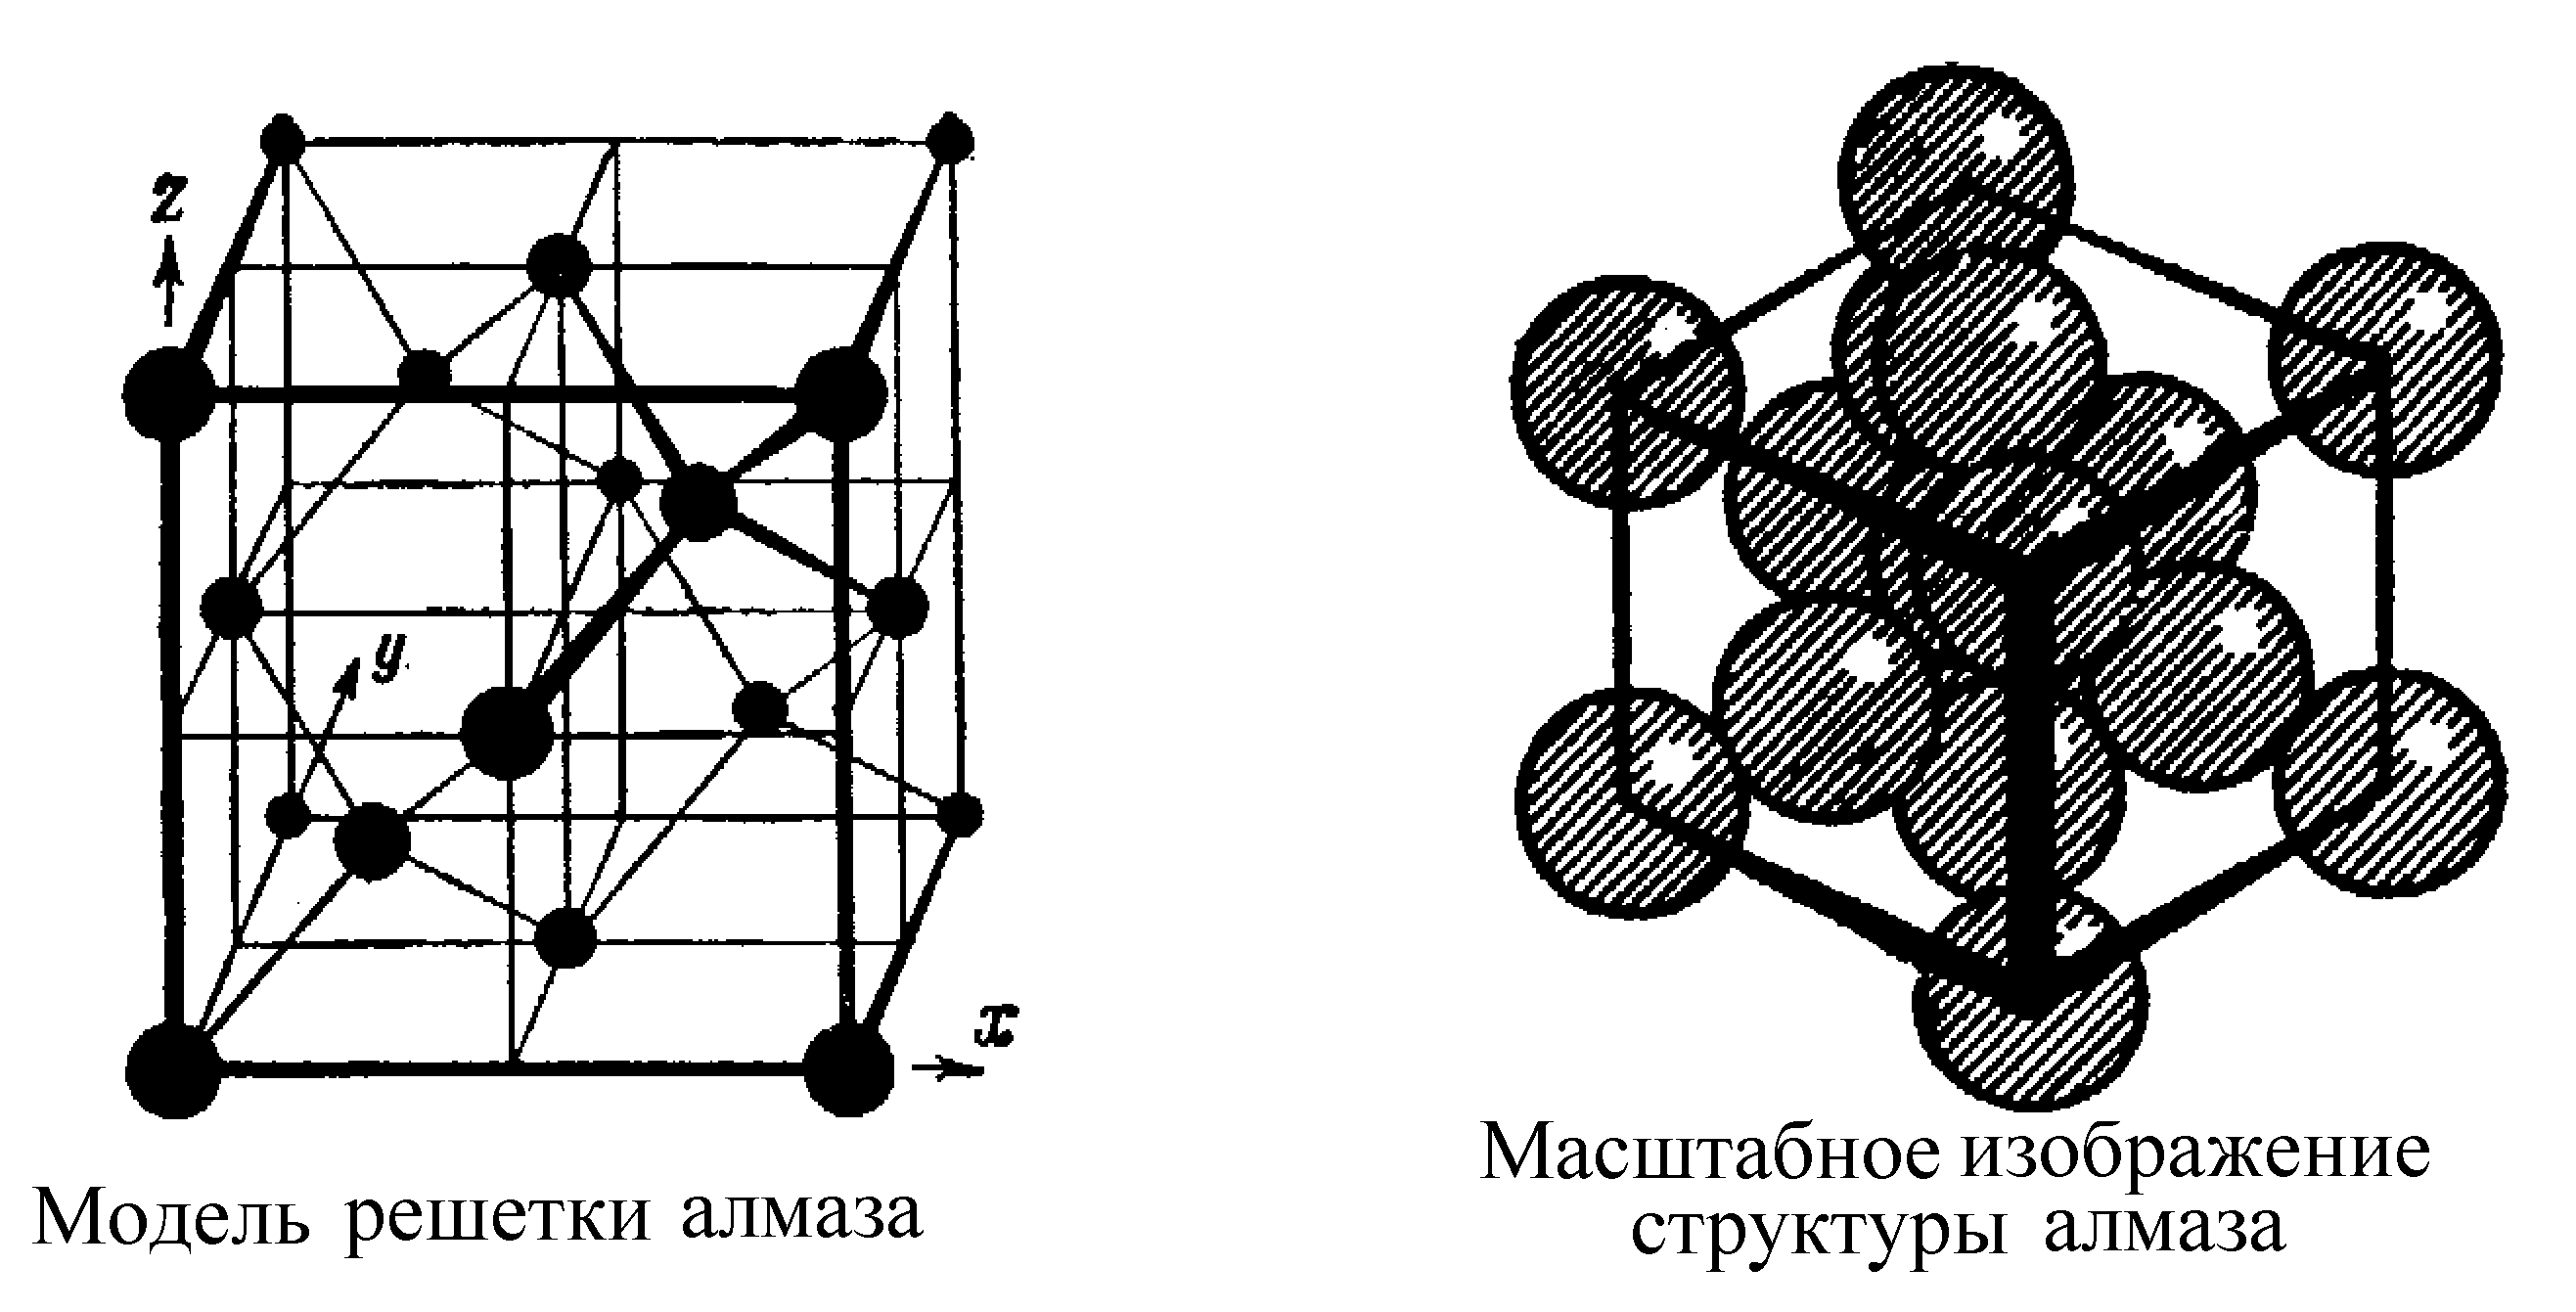 z
y
x
Модель решетки алмаза
Масштабное изображение
структуры алмаза